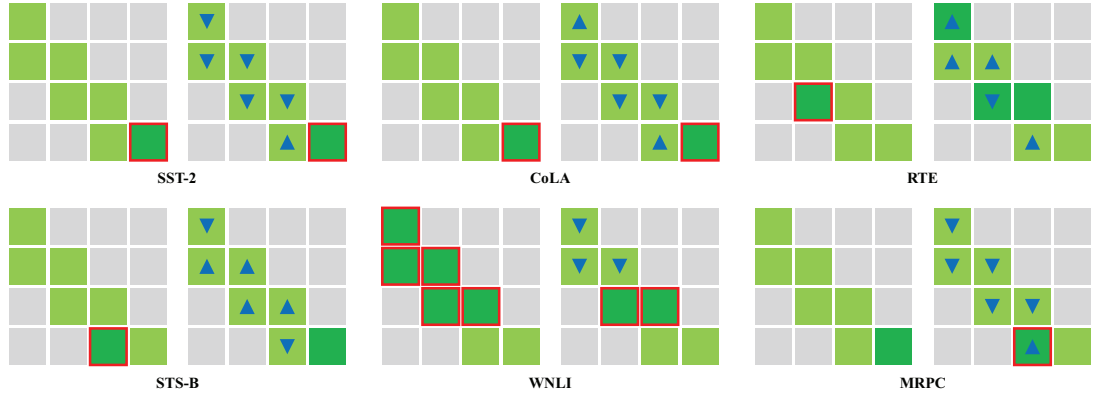 SST-2
CoLA
RTE
STS-B
WNLI
MRPC